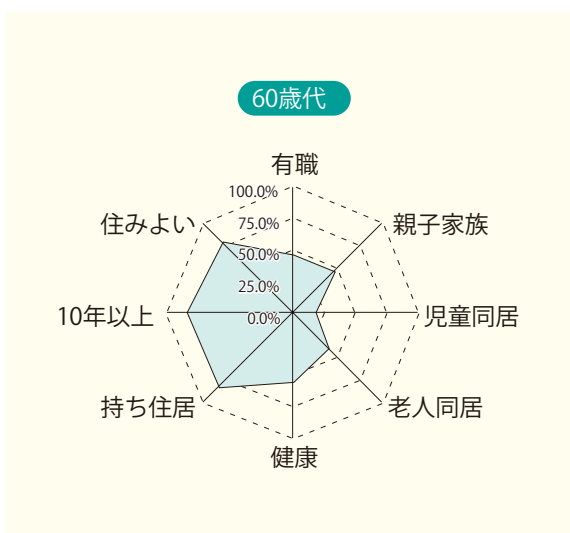 60歳代
有職
100.0%
住みよい
75.0%
親子家族
50.0%
25.0%
10年以上
0.0%
児童同居
持ち住居
老人同居
健康